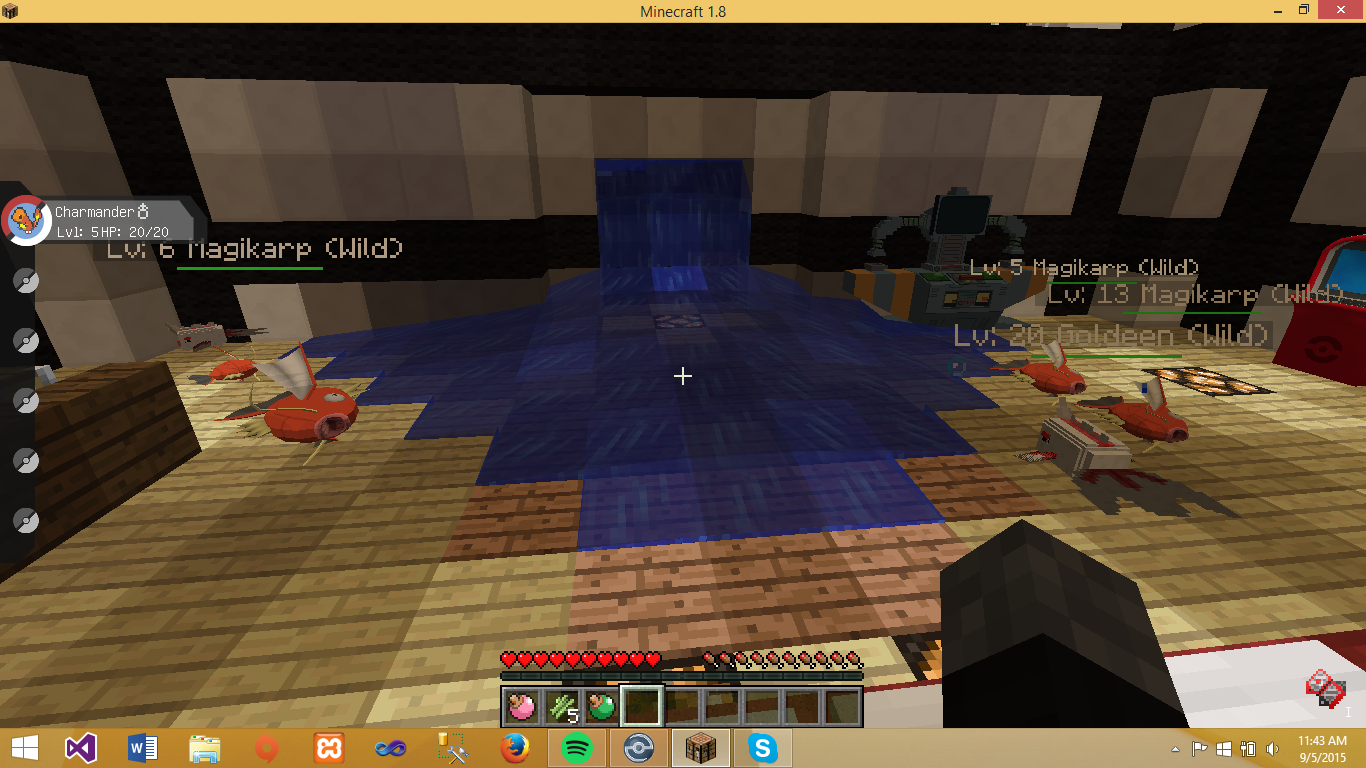 Minecraft 1.8
Charmander
Lvl: 5 HP: 20/20
Lv: 6 Magikarp (Wild)
Lv: 5 Magikarp (Wild)
Lv: 13 Magikarp (Wild)
Lv: 20 Goldeen (Wild)
5
I
11:43 AM
9/5/2015